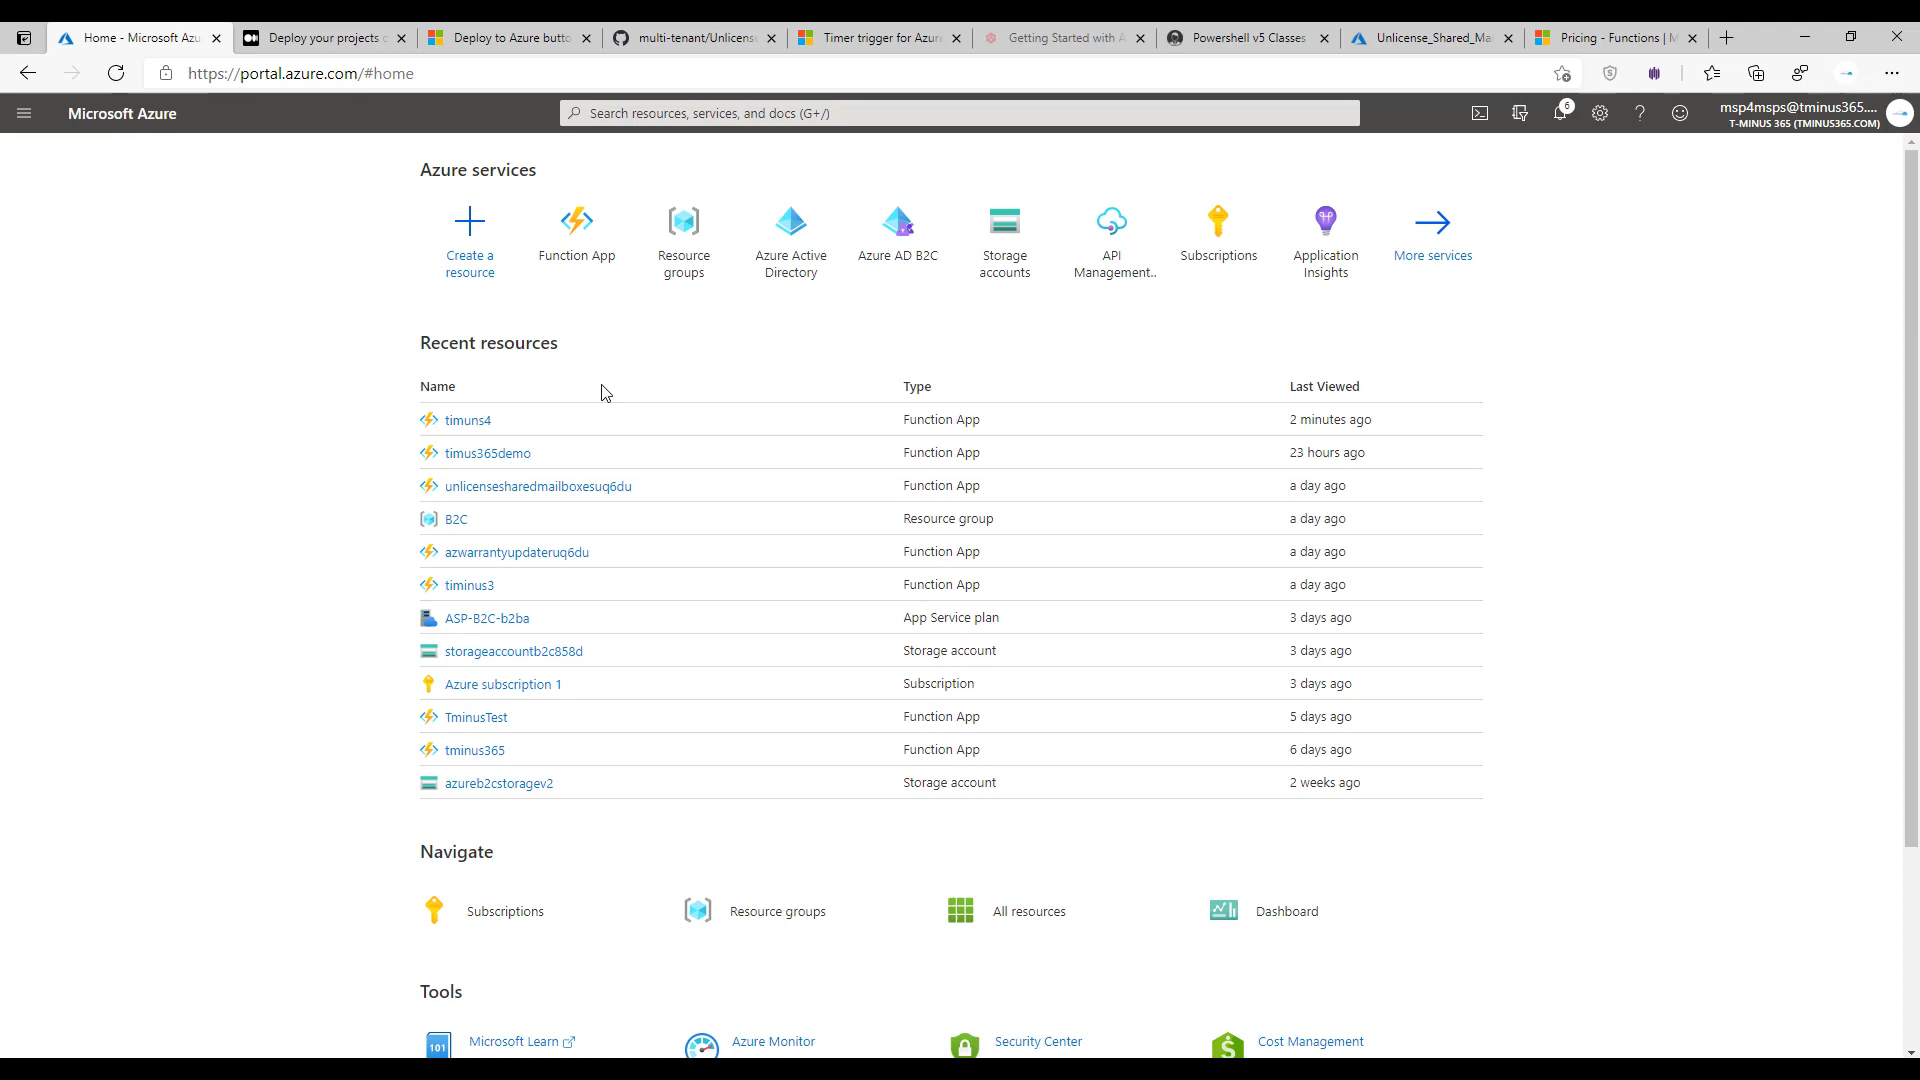 Home - Microsoft Azu
Deploy your projects
Deploy to Azure butto
multi-tenant/Unlicense
Timer trigger for Azure
Getting Started with A
Powershell v5 Classes
Unlicense_Shared_Ma
Pricing - Functions | M
https://portal.azure.com/#home
Microsoft Azure
Search resources, services, and docs (G+/)
6
msp4msps@tminus365....
T-MINUS 365 (TMINUS365.COM)
Azure services
Create a resource
Function App
Resource groups
Azure Active Directory
Azure AD B2C
Storage accounts
API Management..
Subscriptions
Application Insights
More services
Recent resources
Name Type Last Viewed
timuns4 Function App 2 minutes ago
timus365demo Function App 23 hours ago
unlicensesharedmailboxesuq6du Function App a day ago
B2C Resource group a day ago
azwarrantyupdateruq6du Function App a day ago
timinus3 Function App a day ago
ASP-B2C-b2ba App Service plan 3 days ago
storageaccountb2c858d Storage account 3 days ago
Azure subscription 1 Subscription 3 days ago
TminusTest Function App 5 days ago
tminus365 Function App 6 days ago
azureb2cstoragev2 Storage account 2 weeks ago
Navigate
Subscriptions Resource groups All resources Dashboard
Tools
101 Microsoft Learn Azure Monitor Security Center Cost Management